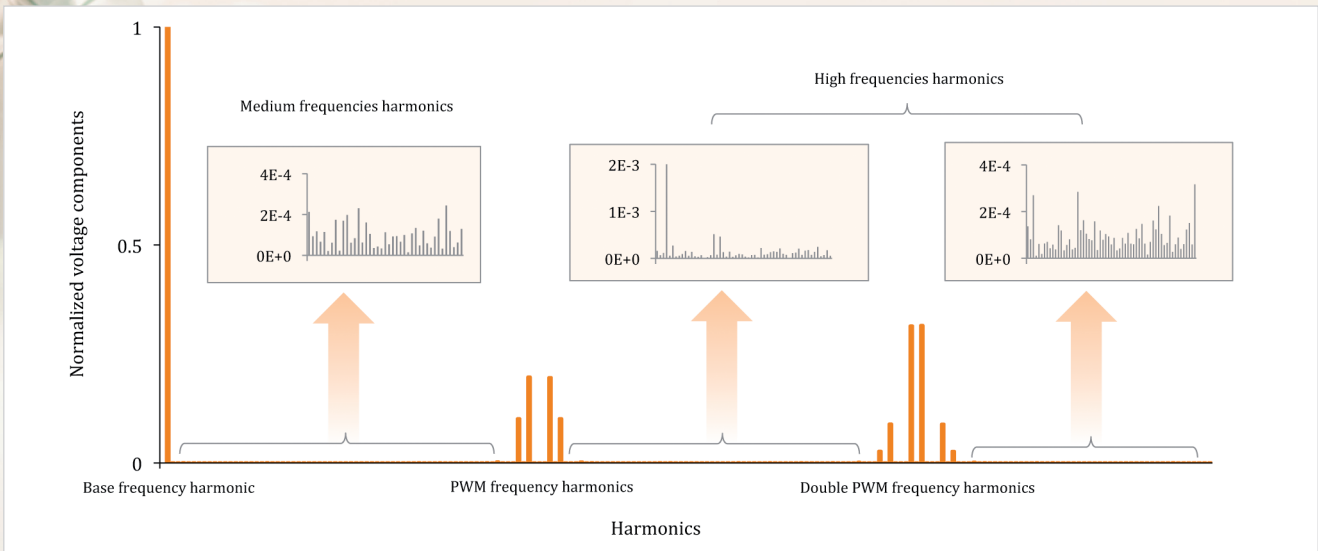 1
High frequencies harmonics
Medium frequencies harmonics
Normalized voltage components
4E-4
2E-4
0E+0
2E-3
1E-3
0E+0
4E-4
2E-4
0E+0
0.5
0
Base frequency harmonic
PWM frequency harmonics
Double PWM frequency harmonics
Harmonics